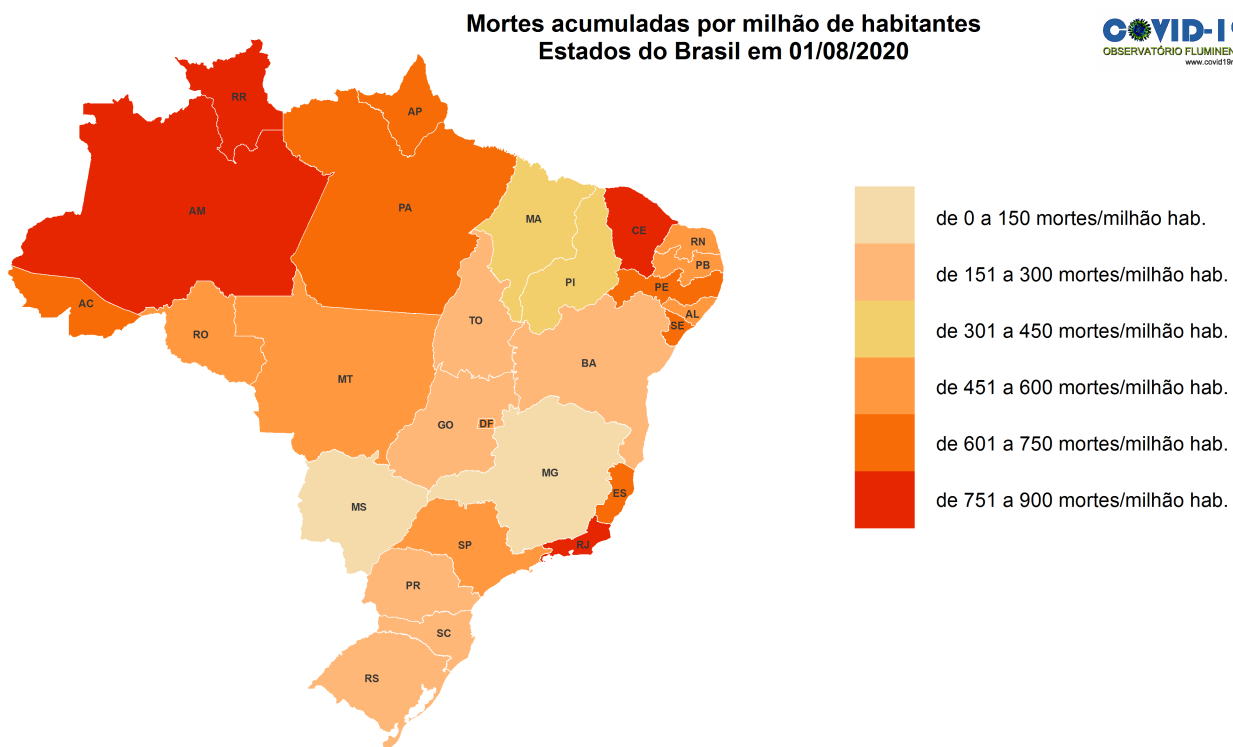 Mortes acumuladas por milhão de habitantes
Estados do Brasil em 01/08/2020
COVID-19
OBSERVATÓRIO FLUMINEN
www.covid19r
RR
AP
AM
PA
MA
CE
RN
PB
PI
PE
AC
AL
SE
TO
RO
BA
MT
GO
DF
MG
ES
MS
SP
RJ
PR
SC
RS
de 0 a 150 mortes/milhão hab.
de 151 a 300 mortes/milhão hab.
de 301 a 450 mortes/milhão hab.
de 451 a 600 mortes/milhão hab.
de 601 a 750 mortes/milhão hab.
de 751 a 900 mortes/milhão hab.